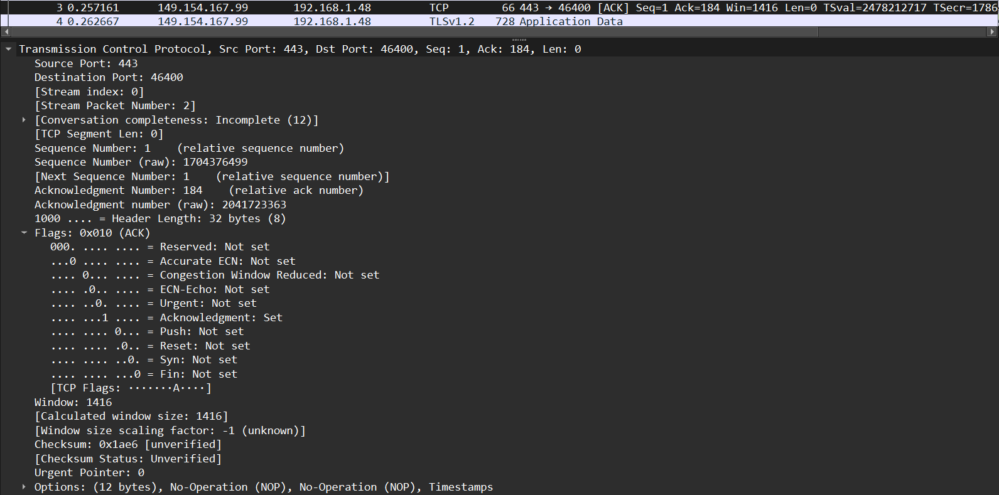 3 0.257161 149.154.167.99 192.168.1.48 TCP 66 443 → 46400 [ACK] Seq=1 Ack=184 Win=1416 Len=0 TSval=2478212717 TSecr=1786
4 0.262667 149.154.167.99 192.168.1.48 TLSv1.2 728 Application Data
Transmission Control Protocol, Src Port: 443, Dst Port: 46400, Seq: 1, Ack: 184, Len: 0
Source Port: 443
Destination Port: 46400
[Stream index: 0]
[Stream Packet Number: 2]
[Conversation completeness: Incomplete (12)]
[TCP Segment Len: 0]
Sequence Number: 1    (relative sequence number)
Sequence Number (raw): 1704376499
[Next Sequence Number: 1    (relative sequence number)]
Acknowledgment Number: 184    (relative ack number)
Acknowledgment number (raw): 2041723363
1000 .... = Header Length: 32 bytes (8)
Flags: 0x010 (ACK)
000. .... .... = Reserved: Not set
...0 .... .... = Accurate ECN: Not set
.... 0... .... = Congestion Window Reduced: Not set
.... .0.. .... = ECN-Echo: Not set
.... ..0. .... = Urgent: Not set
.... ...1 .... = Acknowledgment: Set
.... .... 0... = Push: Not set
.... .... .0.. = Reset: Not set
.... .... ..0. = Syn: Not set
.... .... ...0 = Fin: Not set
[TCP Flags: ·······A····]
Window: 1416
[Calculated window size: 1416]
[Window size scaling factor: -1 (unknown)]
Checksum: 0x1ae6 [unverified]
[Checksum Status: Unverified]
Urgent Pointer: 0
Options: (12 bytes), No-Operation (NOP), No-Operation (NOP), Timestamps